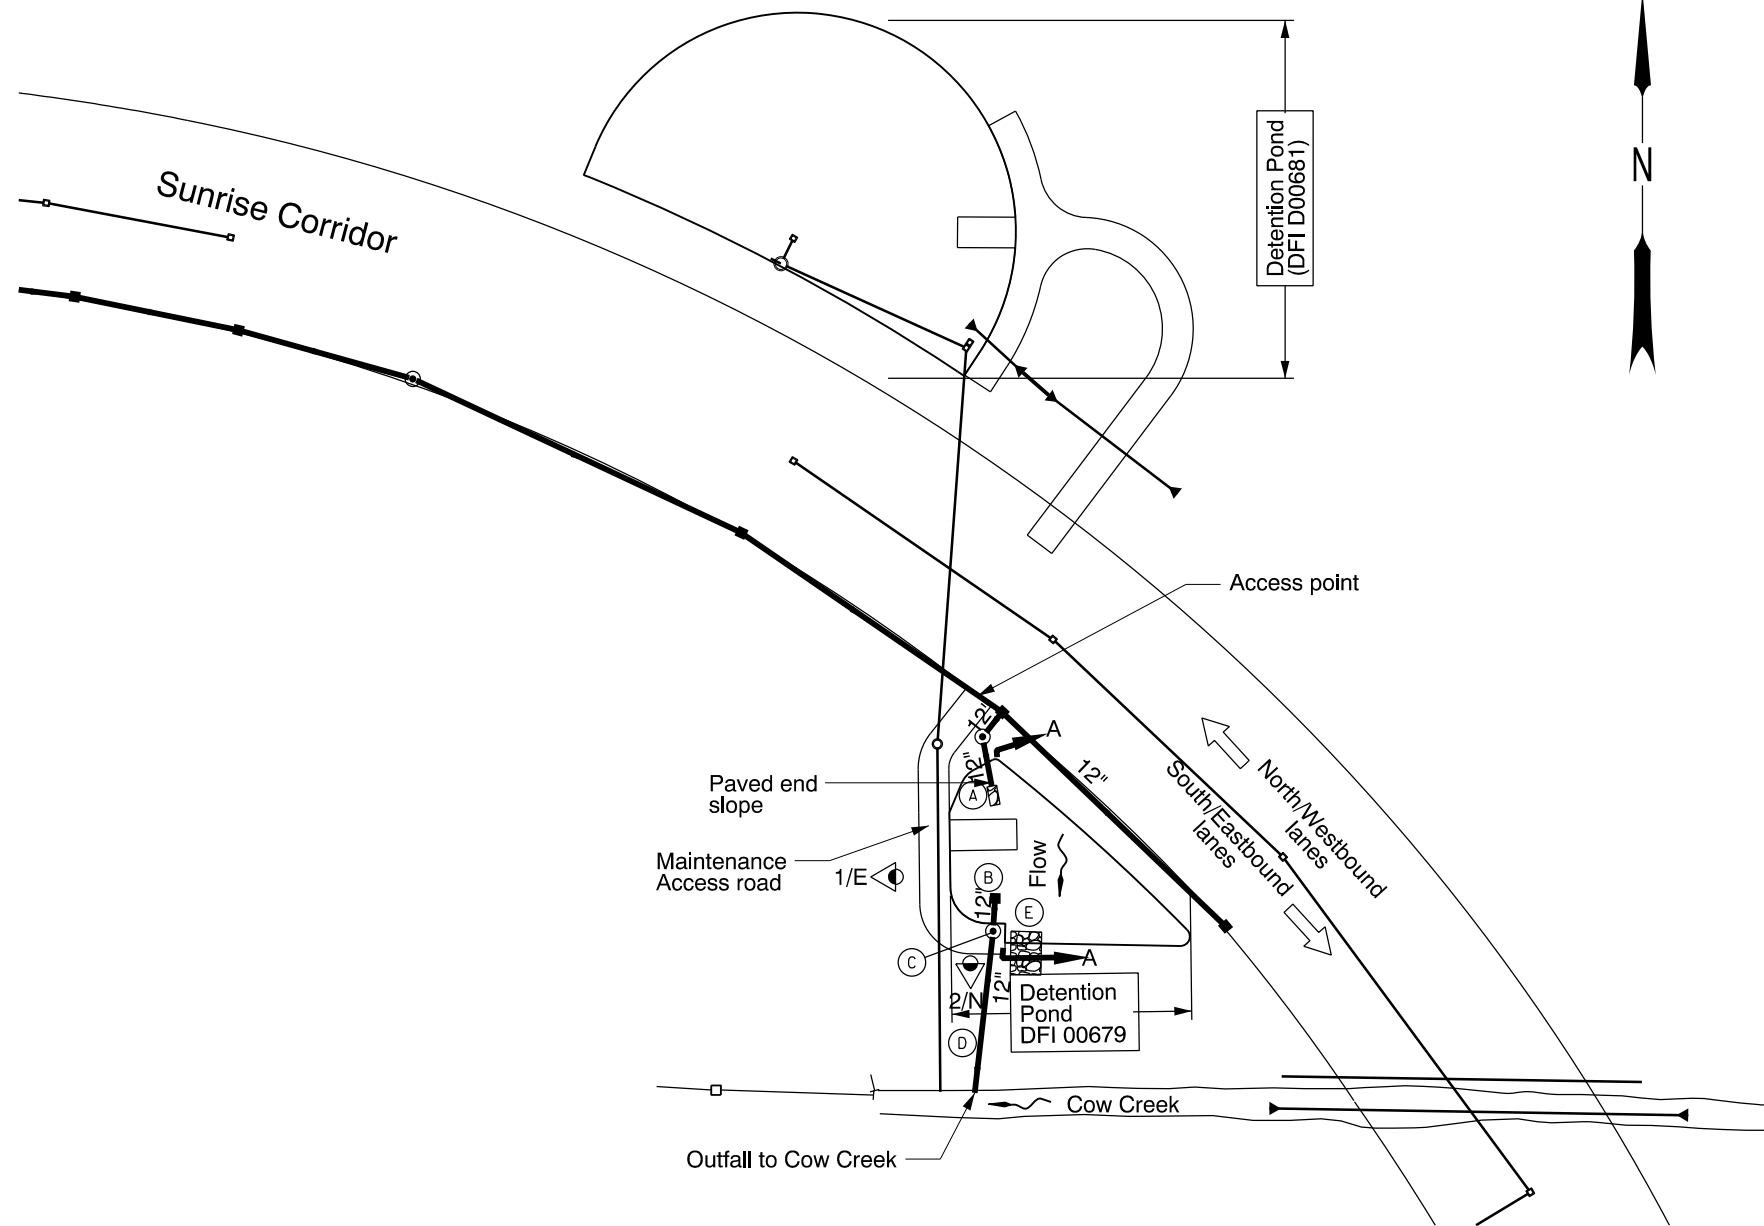 Sunrise Corridor
Detention Pond
(DFI D00681)
N
Access point
12"
A
12"
12"
Paved end
slope
A
North/Westbound
lanes
South/Eastbound
lanes
Maintenance
Access road
1/E
B
Flow
12"
E
C
A
2/N
12"
Detention
Pond
DFI 00679
D
Cow Creek
Outfall to Cow Creek